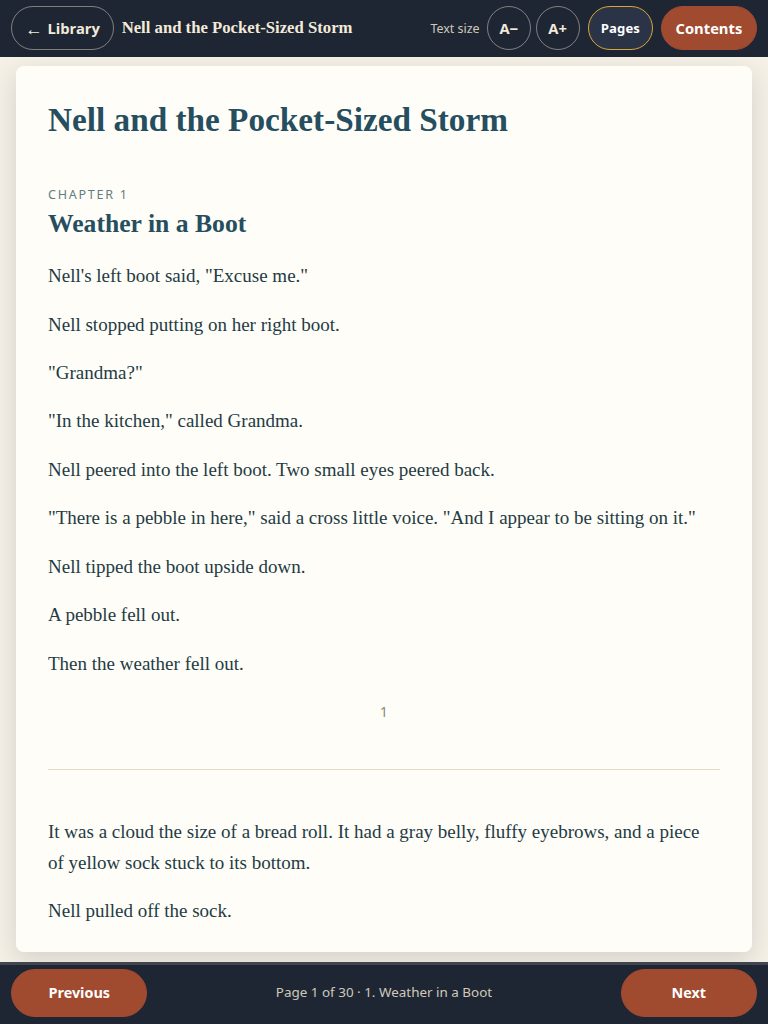 ← Library
Nell and the Pocket-Sized Storm
Text size
A−
A+
Pages
Contents
Nell and the Pocket-Sized Storm
CHAPTER 1
Weather in a Boot
Nell's left boot said, "Excuse me."
Nell stopped putting on her right boot.
"Grandma?"
"In the kitchen," called Grandma.
Nell peered into the left boot. Two small eyes peered back.
"There is a pebble in here," said a cross little voice. "And I appear to be sitting on it."
Nell tipped the boot upside down.
A pebble fell out.
Then the weather fell out.
1
It was a cloud the size of a bread roll. It had a gray belly, fluffy eyebrows, and a piece
of yellow sock stuck to its bottom.
Nell pulled off the sock.
Previous
Page 1 of 30 · 1. Weather in a Boot
Next